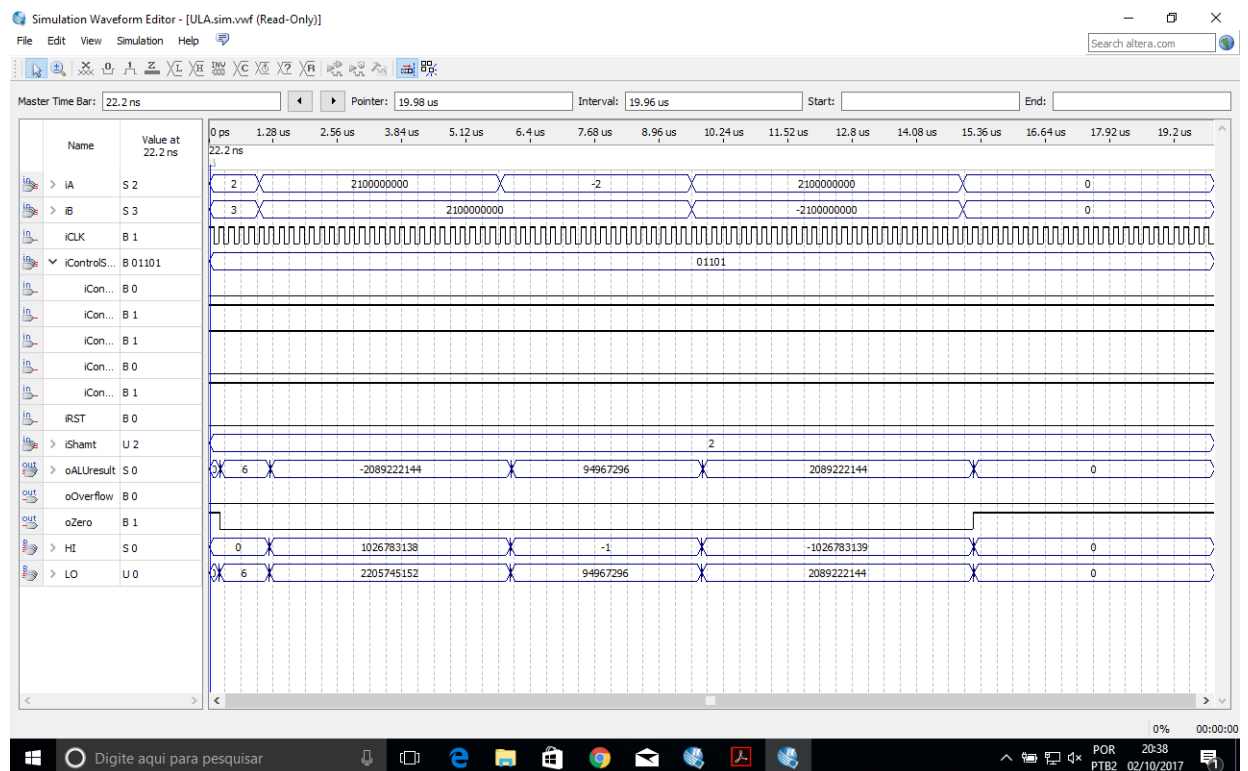 Simulation Waveform Editor - [ULA.sim.vwf (Read-Only)]
File Edit View Simulation Help
Search altera.com
Master Time Bar: 22.2 ns Pointer: 19.98 us Interval: 19.96 us Start: End:
Name Value at 22.2 ns
0 ps 1.28 us 2.56 us 3.84 us 5.12 us 6.4 us 7.68 us 8.96 us 10.24 us 11.52 us 12.8 us 14.08 us 15.36 us 16.64 us 17.92 us 19.2 us
22.2 ns
iA S 2 2 2100000000 -2 2100000000 0
iB S 3 3 2100000000 -2100000000 0
iCLK B 1
iControlS... B 01101 01101
iCon... B 0
iCon... B 1
iCon... B 1
iCon... B 0
iCon... B 1
iRST B 0
iShamt U 2 2
oALUresult S 0 0 6 -2089222144 94967296 2089222144 0
oOverflow B 0
oZero B 1
HI S 0 0 1026783138 -1 -1026783139 0
LO U 0 0 6 2205745152 94967296 2089222144 0
0% 00:00:00
Digite aqui para pesquisar
POR 20:38
PTB2 02/10/2017